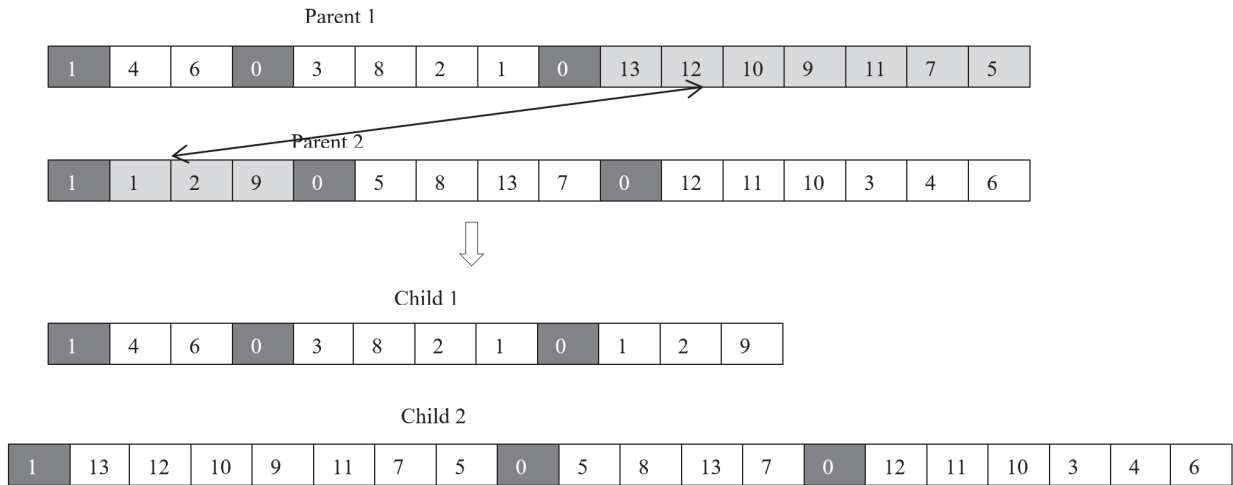 Parent 1
1 4 6 0 3 8 2 1 0 13 12 10 9 11 7 5
Parent 2
1 1 2 9 0 5 8 13 7 0 12 11 10 3 4 6
Child 1
1 4 6 0 3 8 2 1 0 1 2 9
Child 2
1 13 12 10 9 11 7 5 0 5 8 13 7 0 12 11 10 3 4 6